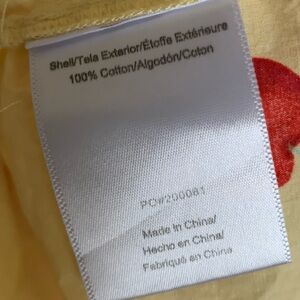 Shell/Tela Exterior/Étoffe Extérieure
100% Cotton/Algodón/Coton
PO#200081
Made in China/
Hecho en China/
Fabriqué en China